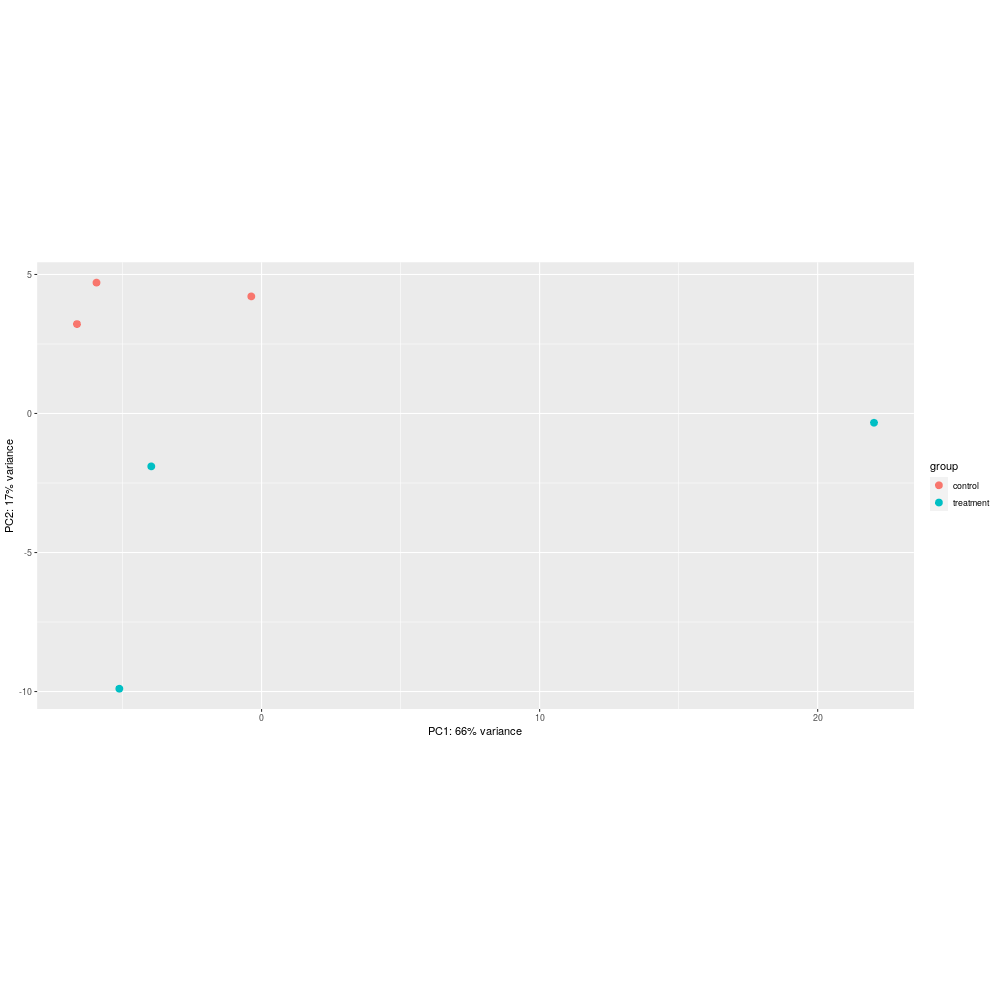 5
0
-5
-10
0
10
20
PC1: 66% variance
PC2: 17% variance
group
control
treatment